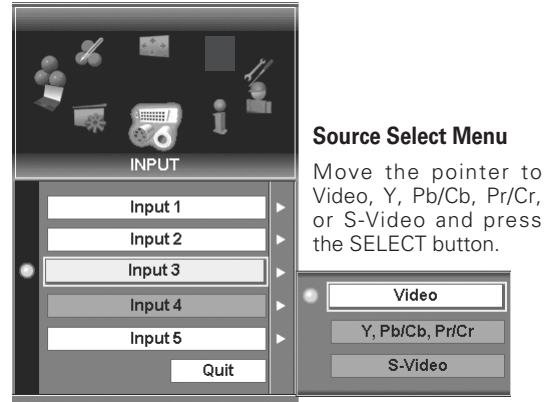 INPUT
Input 1
Input 2
Input 3
Input 4
Input 5
Quit
Source Select Menu
Move the pointer to
Video, Y, Pb/Cb, Pr/Cr,
or S-Video and press
the SELECT button.
Video
Y, Pb/Cb, Pr/Cr
S-Video